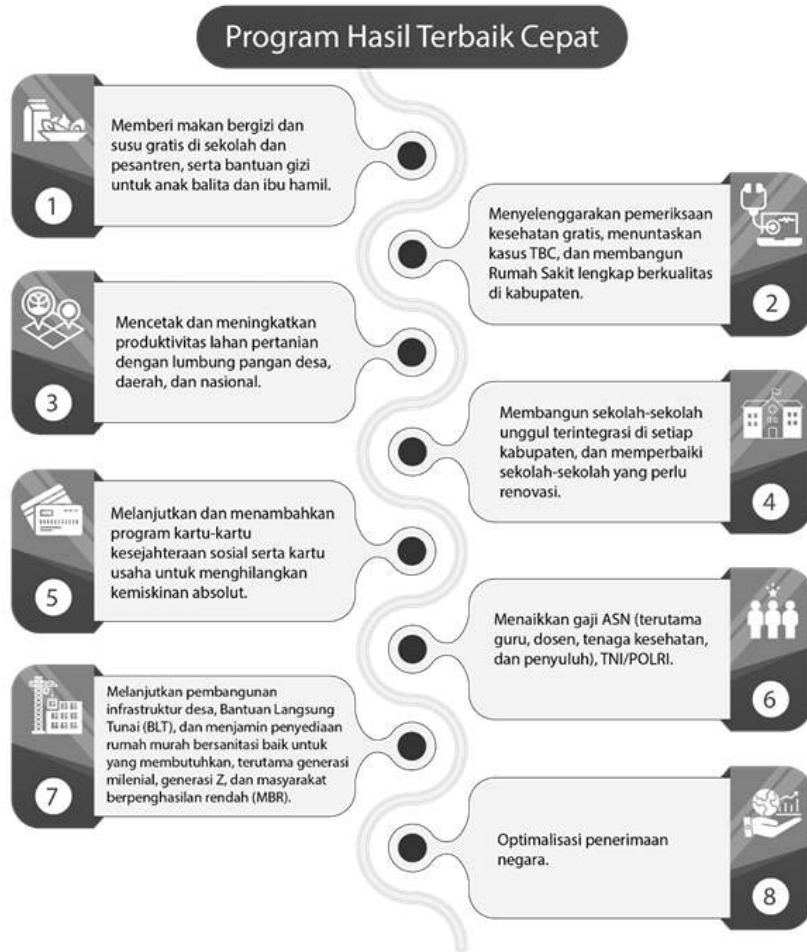 Program Hasil Terbaik Cepat
Memberi makan bergizi dan
susu gratis di sekolah dan
pesantren, serta bantuan gizi
untuk anak balita dan ibu hamil.
1
Menyelenggarakan pemeriksaan
kesehatan gratis, menuntaskan
kasus TBC, dan membangun
Rumah Sakit lengkap berkualitas
di kabupaten.
2
Mencetak dan meningkatkan
produktivitas lahan pertanian
dengan lumbung pangan desa,
daerah, dan nasional.
3
Membangun sekolah-sekolah
unggul terintegrasi di setiap
kabupaten, dan memperbaiki
sekolah-sekolah yang perlu
renovasi.
4
Melanjutkan dan menambahkan
program kartu-kartu
kesejahteraan sosial serta kartu
usaha untuk menghilangkan
kemiskinan absolut.
5
Menaikkan gaji ASN (terutama
guru, dosen, tenaga kesehatan,
dan penyuluh), TNI/POLRI.
6
Melanjutkan pembangunan
infrastruktur desa, Bantuan Langsung
Tunai (BLT), dan menjamin penyediaan
rumah murah bersanitasi baik untuk
yang membutuhkan, terutama generasi
milenial, generasi Z, dan masyarakat
berpenghasilan rendah (MBR).
7
Optimalisasi penerimaan
negara.
8